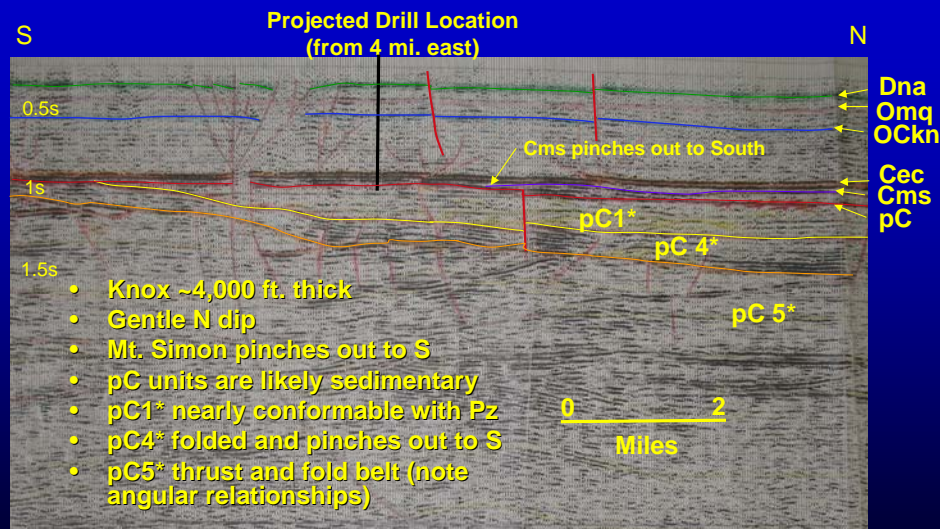 Projected Drill Location
(from 4 mi. east)
S
N
Dna
Omq
OCkn
0.5s
Cms pinches out to South
Cec
Cms
pC
1s
pC1*
pC 4*
1.5s
pC 5*
• Knox ~4,000 ft. thick
• Gentle N dip
• Mt. Simon pinches out to S
• pC units are likely sedimentary
• pC1* nearly conformable with Pz
• pC4* folded and pinches out to S
• pC5* thrust and fold belt (note
angular relationships)
0 2
Miles